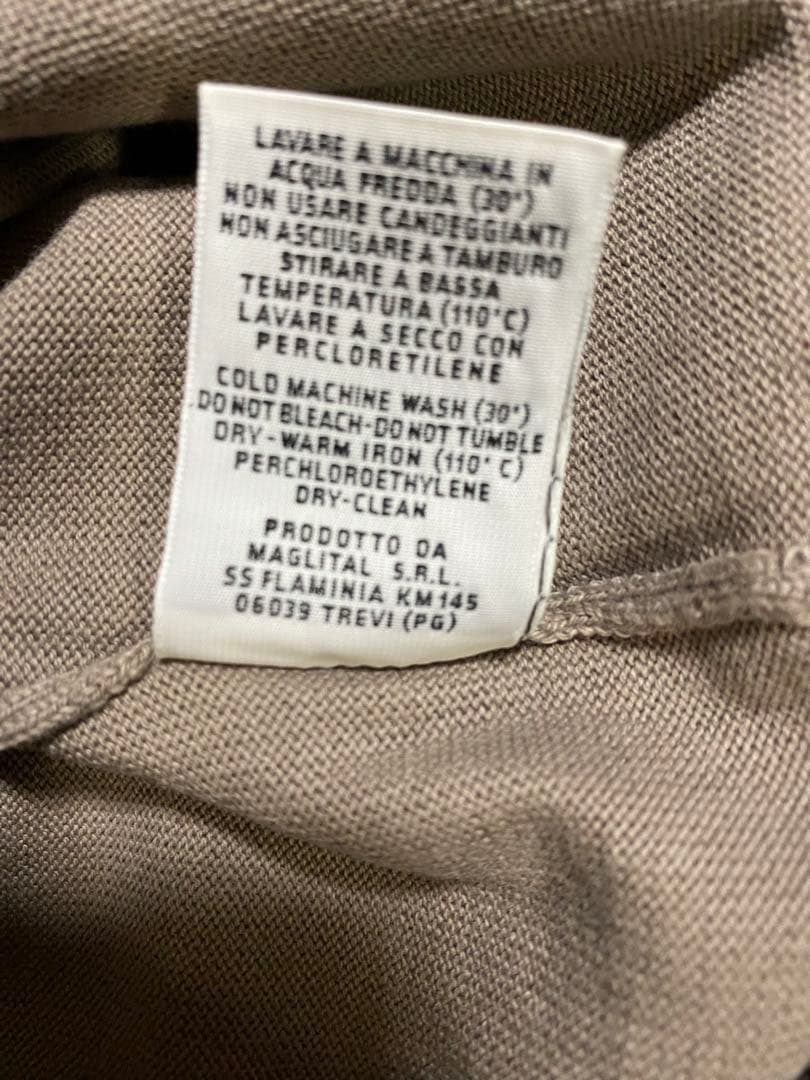 LAVARE A MACCHINA IN
ACQUA FREDDA (30°)
NON USARE CANDEGGIANTI
NON ASCIUGARE A TAMBURO
STIRARE A BASSA
TEMPERATURA (110°C)
LAVARE A SECCO CON
PERCLORETILENE
COLD MACHINE WASH (30°)
DO NOT BLEACH-DO NOT TUMBLE
DRY-WARM IRON (110° C)
PERCHLOROETHYLENE
DRY-CLEAN
PRODOTTO DA
MAGLITAL S.R.L.
SS FLAMINIA KM 145
06039 TREVI (PG)